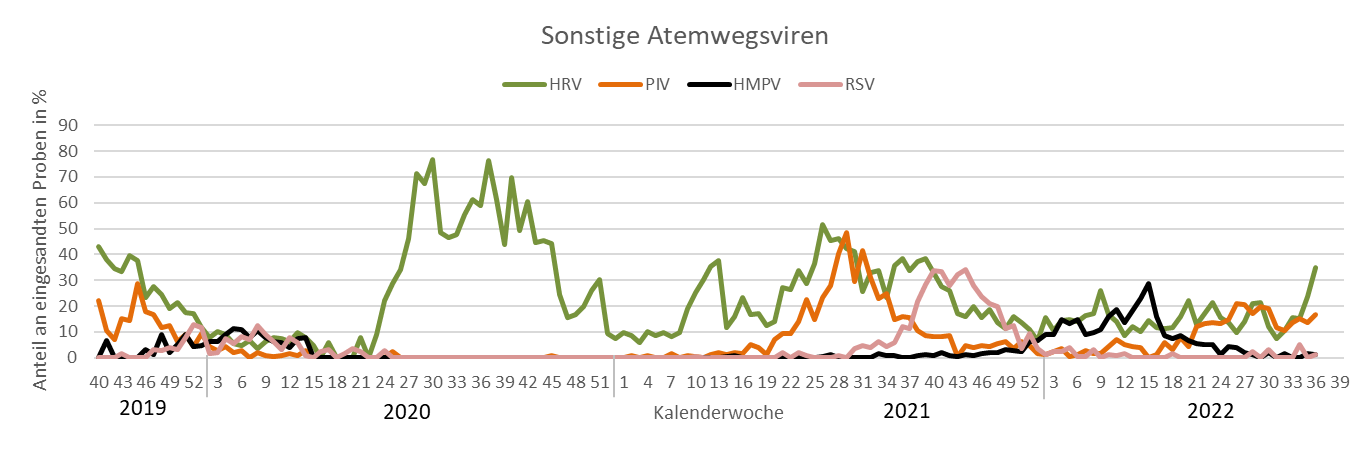 Sonstige Atemwegsviren
HRV PIV HMPV RSV
Anteil an eingesandten Proben in %
90
80
70
60
50
40
30
20
10
0
40 43 46 49 52 3 6 9 12 15 18 21 24 27 30 33 36 39 42 45 48 51 1 4 7 10 13 16 19 22 25 28 31 34 37 40 43 46 49 52 3 6 9 12 15 18 21 24 27 30 33 36 39
2019 2020 Kalenderwoche 2021 2022